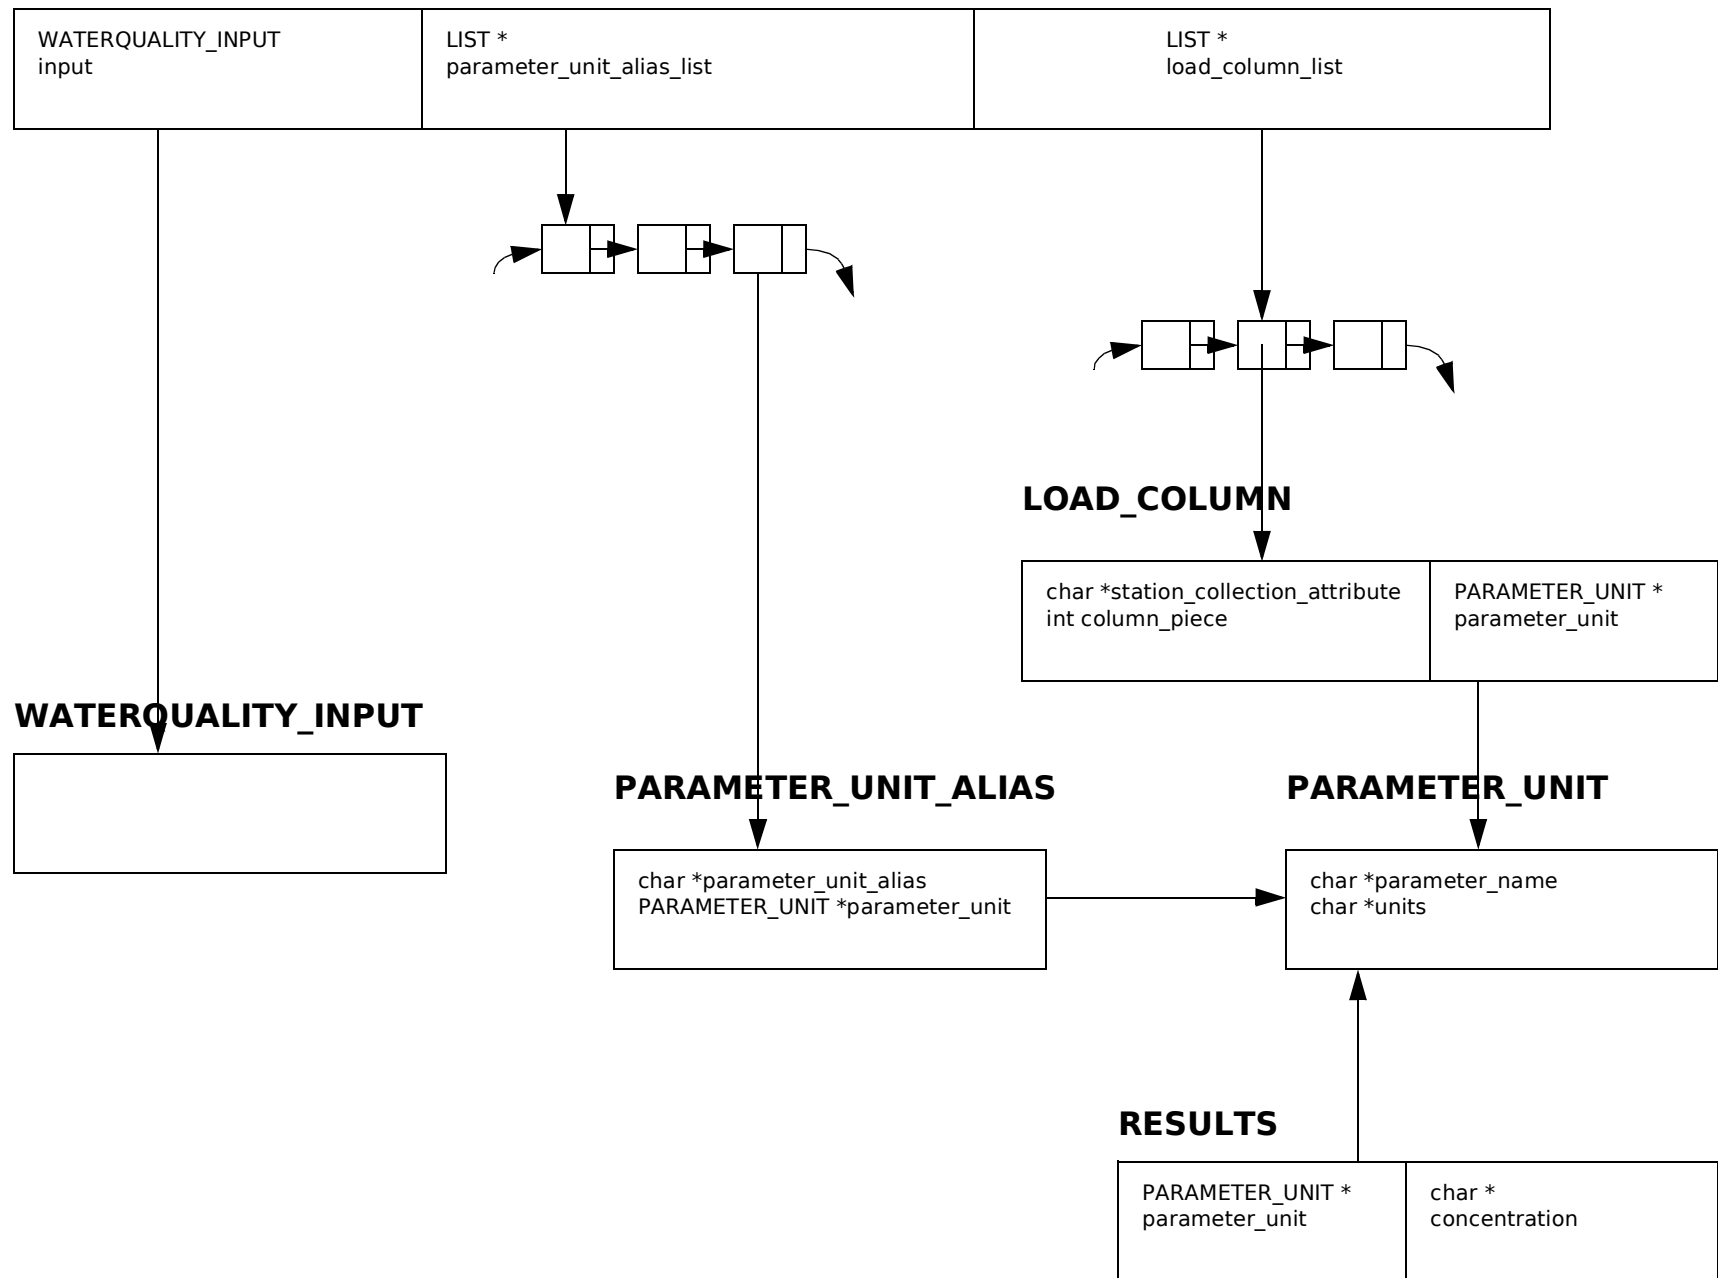 WATERQUALITY_INPUT
input
LIST *
parameter_unit_alias_list
LIST *
load_column_list
LOAD_COLUMN
char *station_collection_attribute
int column_piece
PARAMETER_UNIT *
parameter_unit
WATERQUALITY_INPUT
PARAMETER_UNIT_ALIAS
char *parameter_unit_alias
PARAMETER_UNIT *parameter_unit
PARAMETER_UNIT
char *parameter_name
char *units
RESULTS
PARAMETER_UNIT *
parameter_unit
char *
concentration